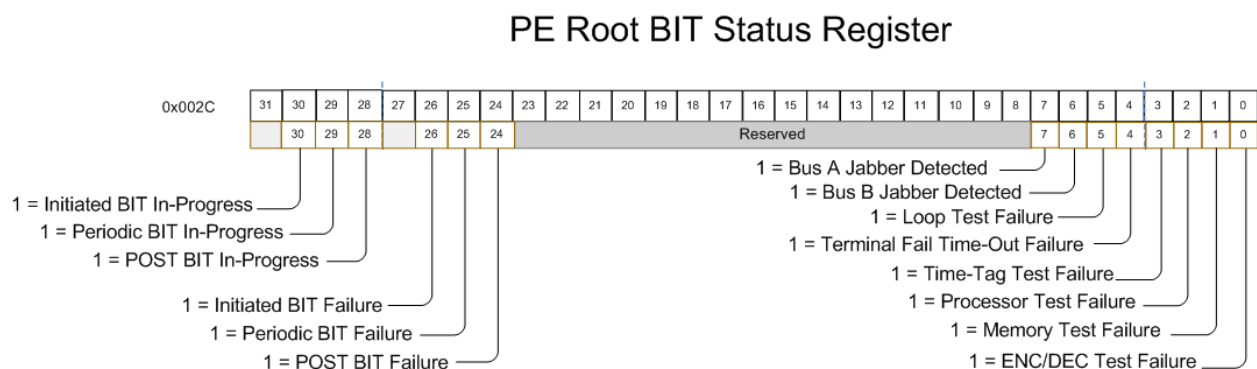 PE Root BIT Status Register
0x002C 31 30 29 28 27 26 25 24 23 22 21 20 19 18 17 16 15 14 13 12 11 10 9 8 7 6 5 4 3 2 1 0
30 29 28 26 25 24 Reserved 7 6 5 4 3 2 1 0
1 = Bus A Jabber Detected
1 = Bus B Jabber Detected
1 = Initiated BIT In-Progress
1 = Loop Test Failure
1 = Periodic BIT In-Progress
1 = Terminal Fail Time-Out Failure
1 = POST BIT In-Progress
1 = Time-Tag Test Failure
1 = Initiated BIT Failure
1 = Processor Test Failure
1 = Periodic BIT Failure
1 = Memory Test Failure
1 = POST BIT Failure
1 = ENC/DEC Test Failure